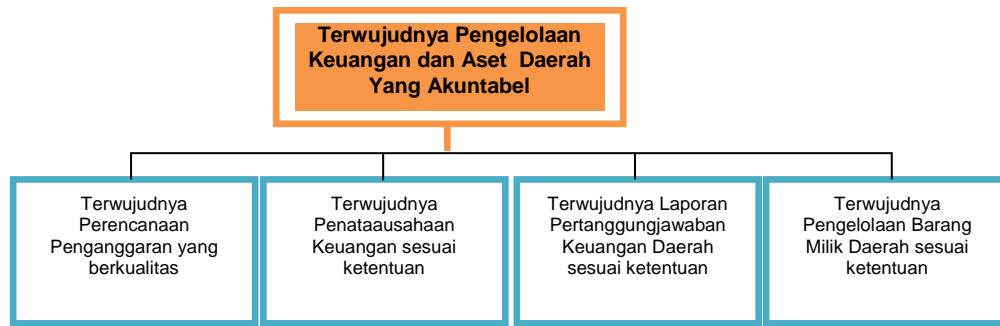 Terwujudnya Pengelolaan
Keuangan dan Aset Daerah
Yang Akuntabel
Terwujudnya
Perencanaan
Penganggaran yang
berkualitas
Terwujudnya
Penataausahaan
Keuangan sesuai
ketentuan
Terwujudnya Laporan
Pertanggungjawaban
Keuangan Daerah
sesuai ketentuan
Terwujudnya
Pengelolaan Barang
Milik Daerah sesuai
ketentuan